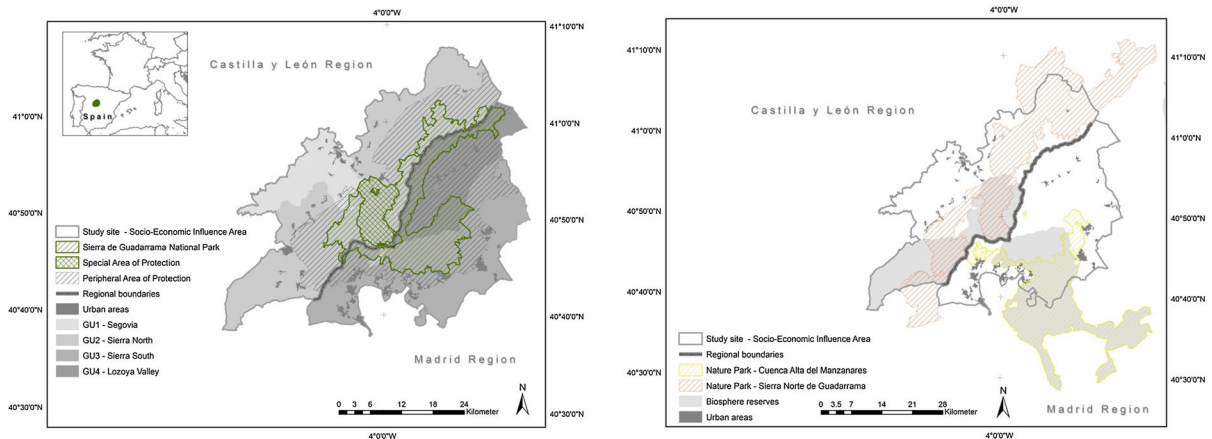 4°0'0"W
41°10'0"N
Castilla y León Region
Spain
41°0'0"N
41°0'0"N
40°50'0"N
40°50'0"N
Study site - Socio-Economic Influence Area
Sierra de Guadarrama National Park
Special Area of Protection
Peripheral Area of Protection
Regional boundaries
Urban areas
GU1 - Segovia
GU2 - Sierra North
GU3 - Sierra South
GU4 - Lozoya Valley
40°40'0"N
40°40'0"N
Madrid Region
N
0 3 6 12 18 24
Kilometer
40°30'0"N
40°30'0"N
4°0'0"W
4°0'0"W
41°10'0"N
41°10'0"N
Castilla y León Region
41°0'0"N
41°0'0"N
40°50'0"N
40°50'0"N
40°40'0"N
40°40'0"N
Study site - Socio-Economic Influence Area
Regional boundaries
Nature Park - Cuenca Alta del Manzanares
Nature Park - Sierra Norte de Guadarrama
Biosphere reserves
Urban areas
N
0 3.5 7 14 21 28
Kilometer
Madrid Region
40°30'0"N
40°30'0"N
4°0'0"W